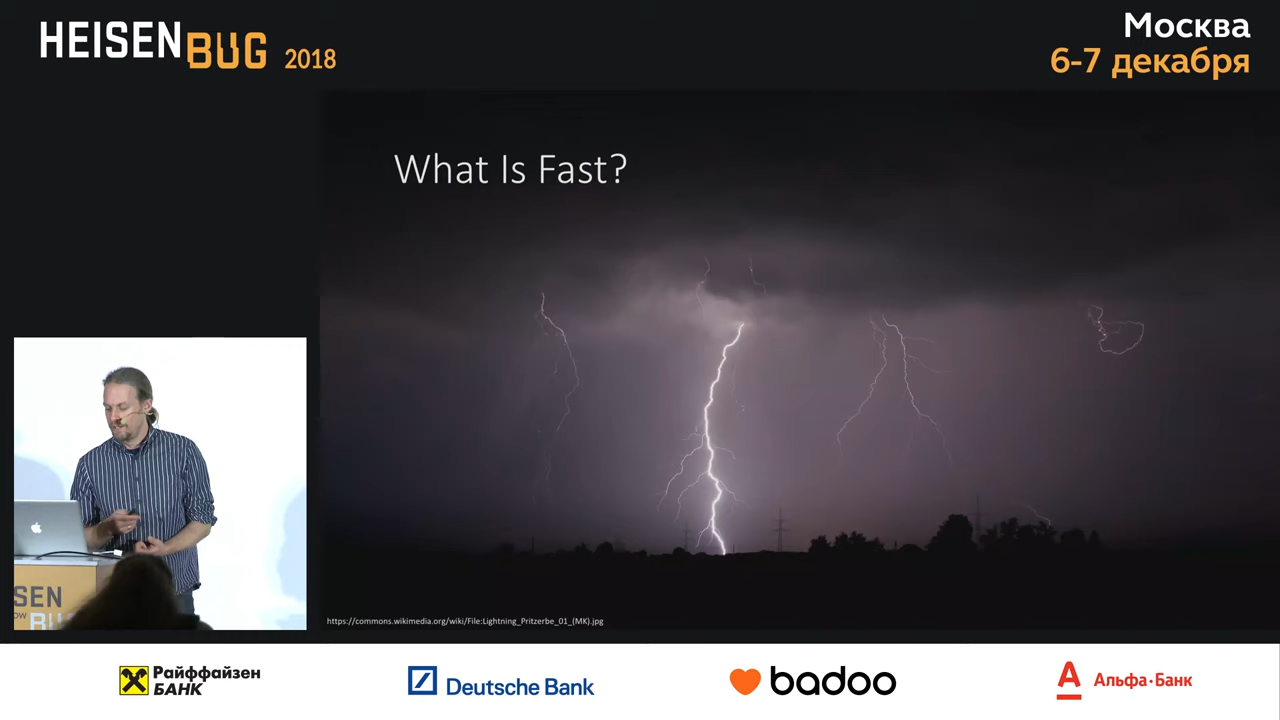 HEISENBUG 2018
Москва
6-7 декабря
What Is Fast?
https://commons.wikimedia.org/wiki/File:Lightning_Pritzerbe_01_(MK).jpg
SEN
BU
Райффайзен
БАНК
Deutsche Bank
badoo
Альфа·Банк